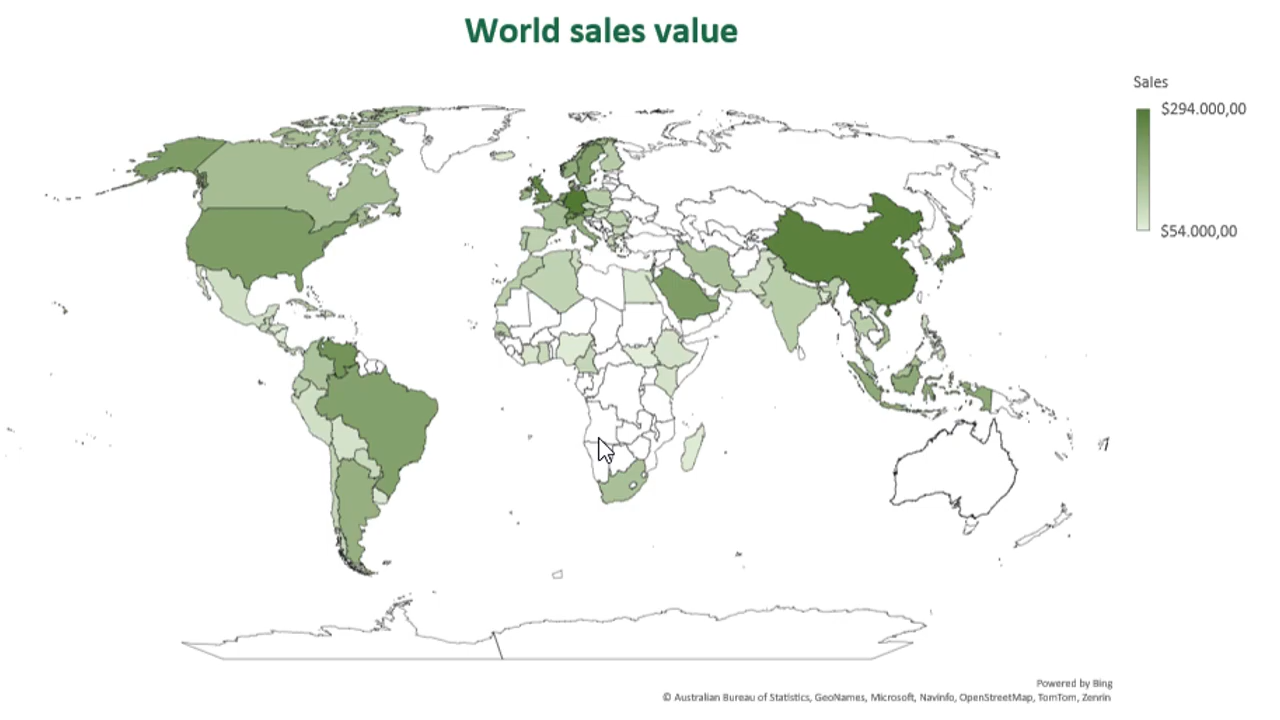 World sales value
Sales
$294.000,00
$54.000,00
Powered by Bing
© Australian Bureau of Statistics, GeoNames, Microsoft, Navinfo, OpenStreetMap, TomTom, Zenrin